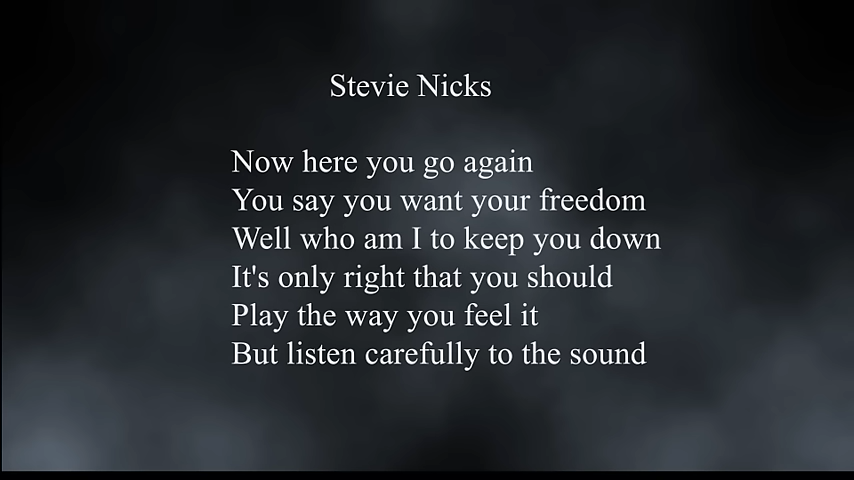 Stevie Nicks
Now here you go again
You say you want your freedom
Well who am I to keep you down
It's only right that you should
Play the way you feel it
But listen carefully to the sound